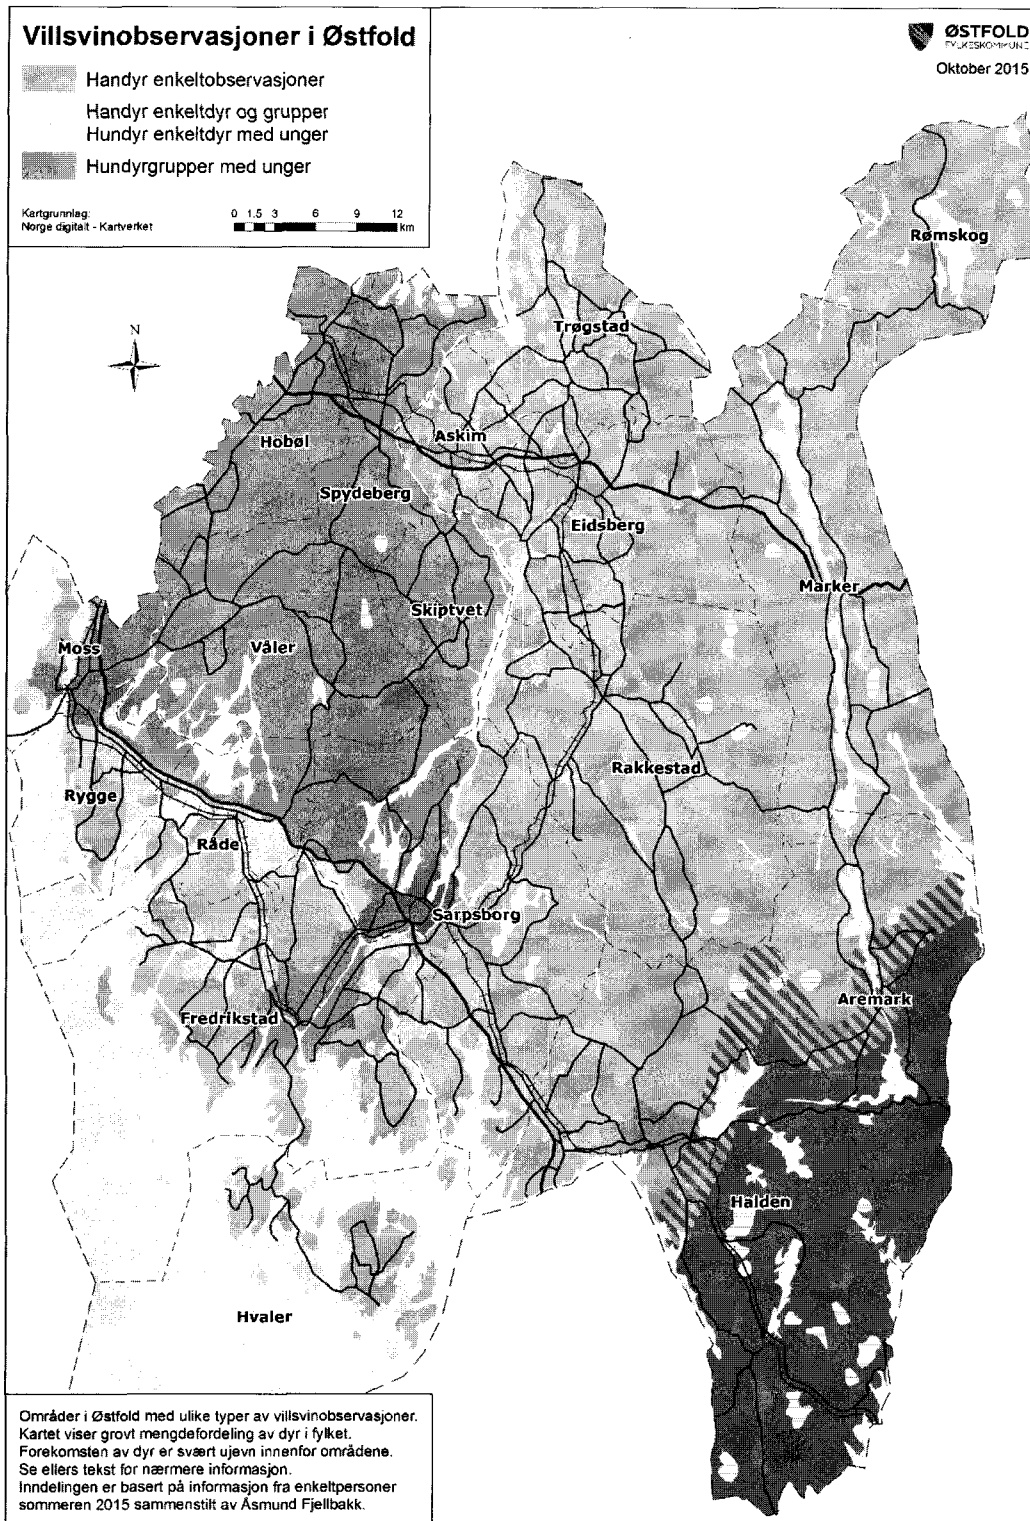 Villsvinobservasjoner i Østfold
Handyr enkeltobservasjoner
Handyr enkeltdyr og grupper
Hundyr enkeltdyr med unger
Hundyrgrupper med unger
Kartgrunnlag:
Norge digitalt - Kartverket
0 1.5 3 6 9 12
km
ØSTFOLD
FYLKESKOMMUNE
Oktober 2015
N
Rømskog
Trøgstad
Hobøl
Askim
Spydeberg
Eidsberg
Marker
Skiptvet
Moss
Våler
Rakkestad
Rygge
Råde
Sarpsborg
Aremark
Fredrikstad
Halden
Hvaler
Områder i Østfold med ulike typer av villsvinobservasjoner.
Kartet viser grovt mengdefordeling av dyr i fylket.
Forekomsten av dyr er svært ujevn innenfor områdene.
Se ellers tekst for nærmere informasjon.
Inndelingen er basert på informasjon fra enkeltpersoner
sommeren 2015 sammenstilt av Åsmund Fjellbakk.